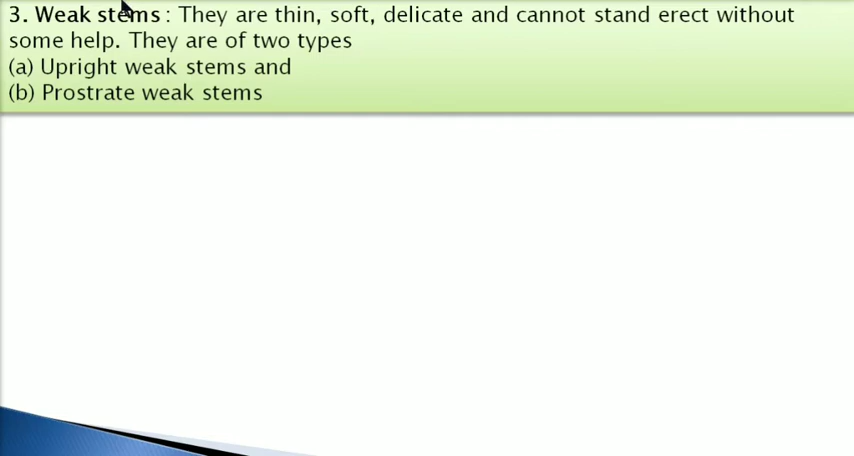 3. Weak stems : They are thin, soft, delicate and cannot stand erect without
some help. They are of two types
(a) Upright weak stems and
(b) Prostrate weak stems